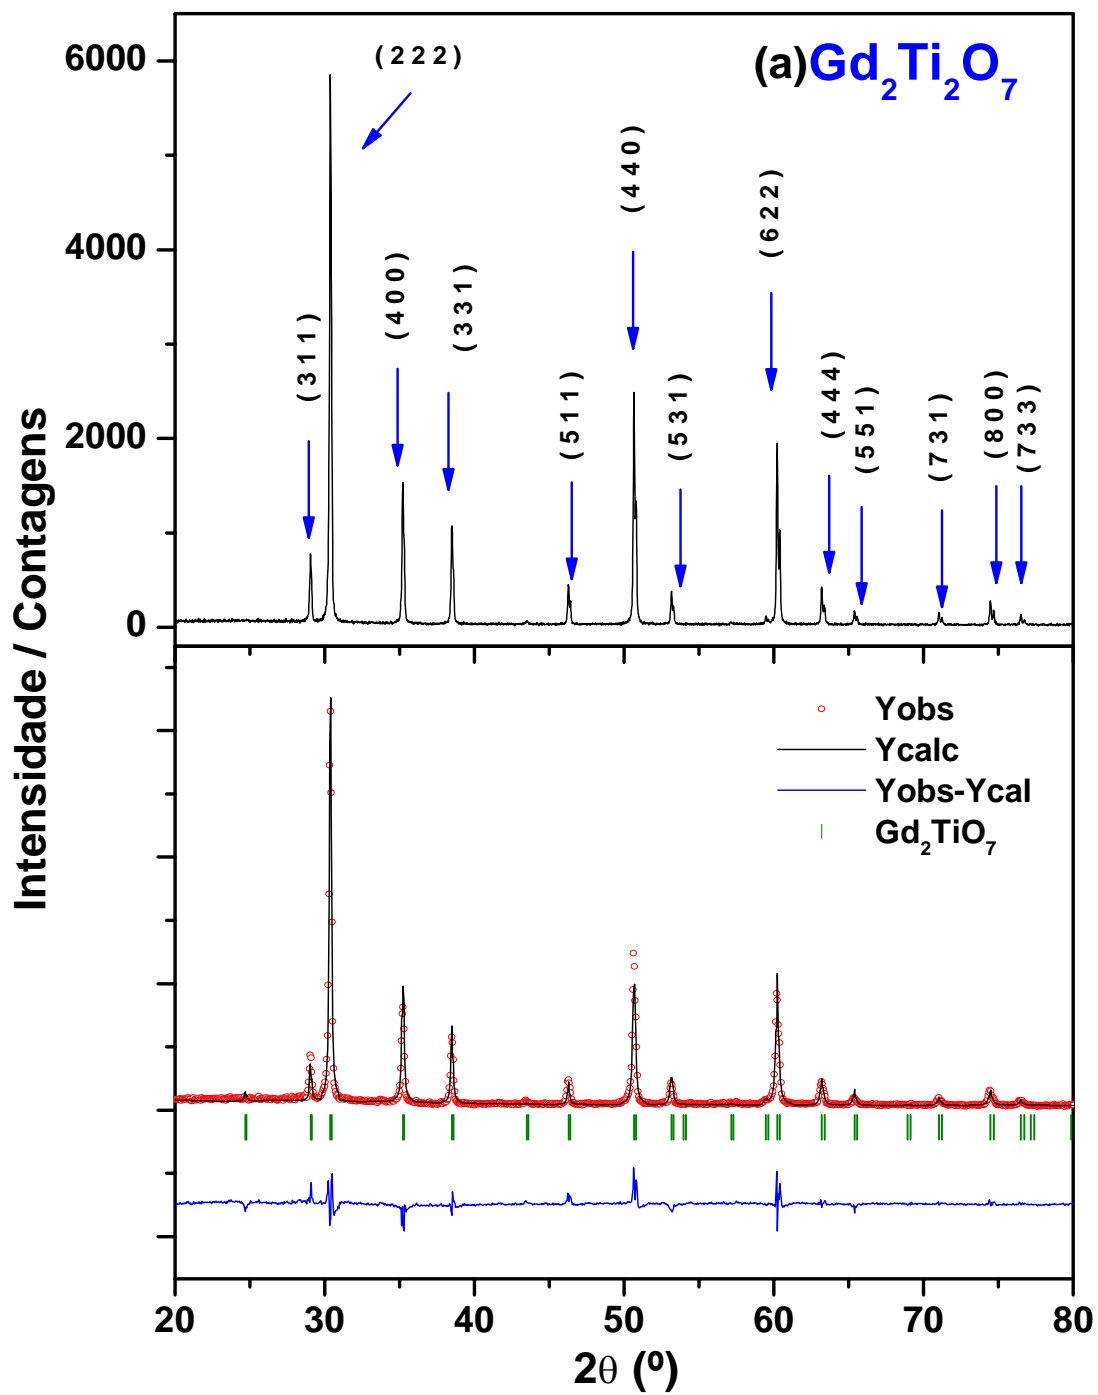 (a)Gd₂Ti₂O₇
(222)
(311)
(400)
(331)
(511)
(440)
(531)
(622)
(444)
(551)
(731)
(800)
(733)
6000
4000
2000
0
Intensidade / Contagens
Yobs
Ycalc
Yobs-Ycal
Gd₂TiO₇
20 30 40 50 60 70 80
2θ (º)